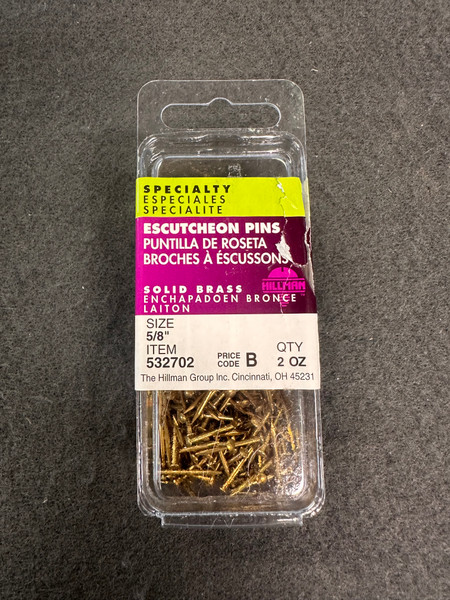 SPECIALTY
ESPECIALES
SPECIALITE
ESCUTCHEON PINS
PUNTILLA DE ROSETA
BROCHES À ÉSCUSSONS
HILLMAN
SOLID BRASS
ENCHAPADOEN BRONCE
LAITON
SIZE
5/8"
ITEM
532702
PRICE
CODE B
QTY
2 OZ
The Hillman Group Inc. Cincinnati, OH 45231